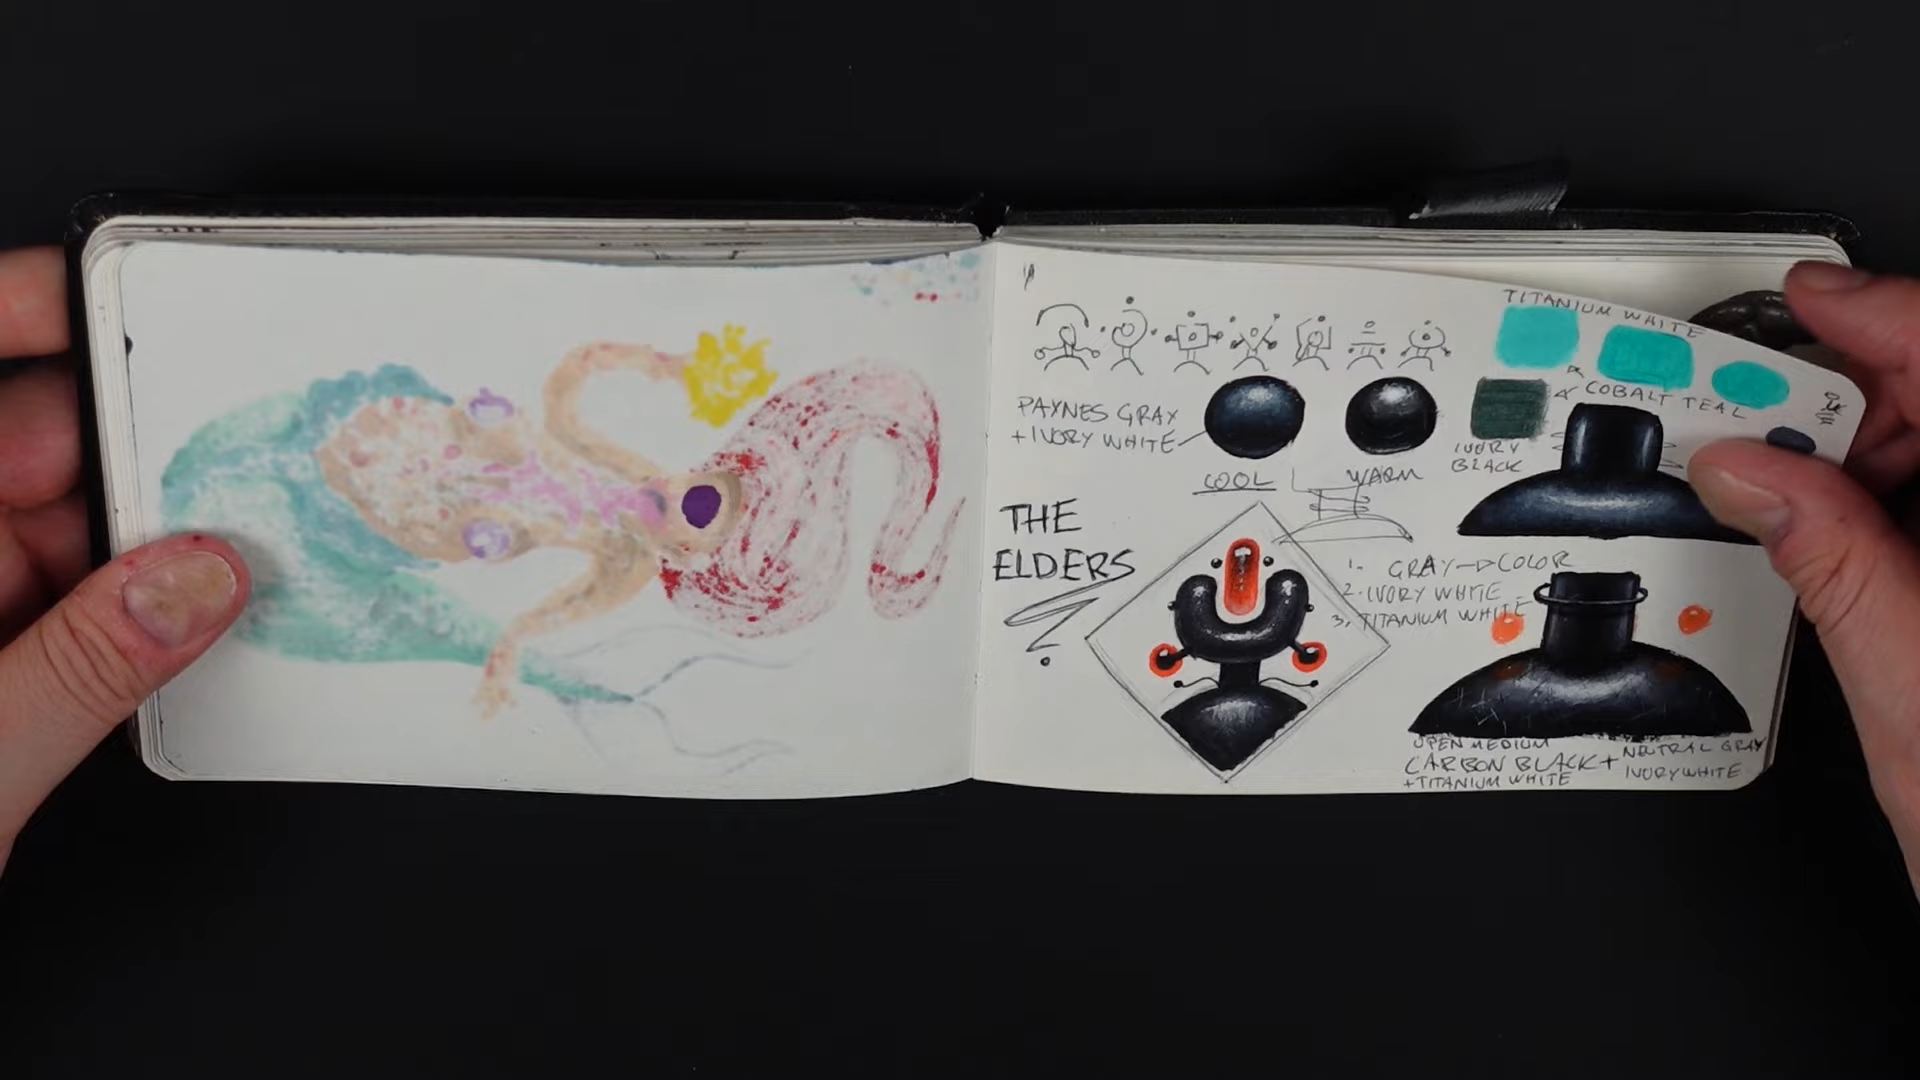 TITANIUM WHITE
COBALT TEAL
PAYNES GRAY
+ IVORY WHITE
IVORY
BLACK
COOL
WARM
THE
ELDERS
?
1. GRAY→COLOR
2. IVORY WHITE
3. TITANIUM WHITE
OPEN MEDIUM
CARBON BLACK +
+ TITANIUM WHITE
NEUTRAL GRAY
IVORY WHITE